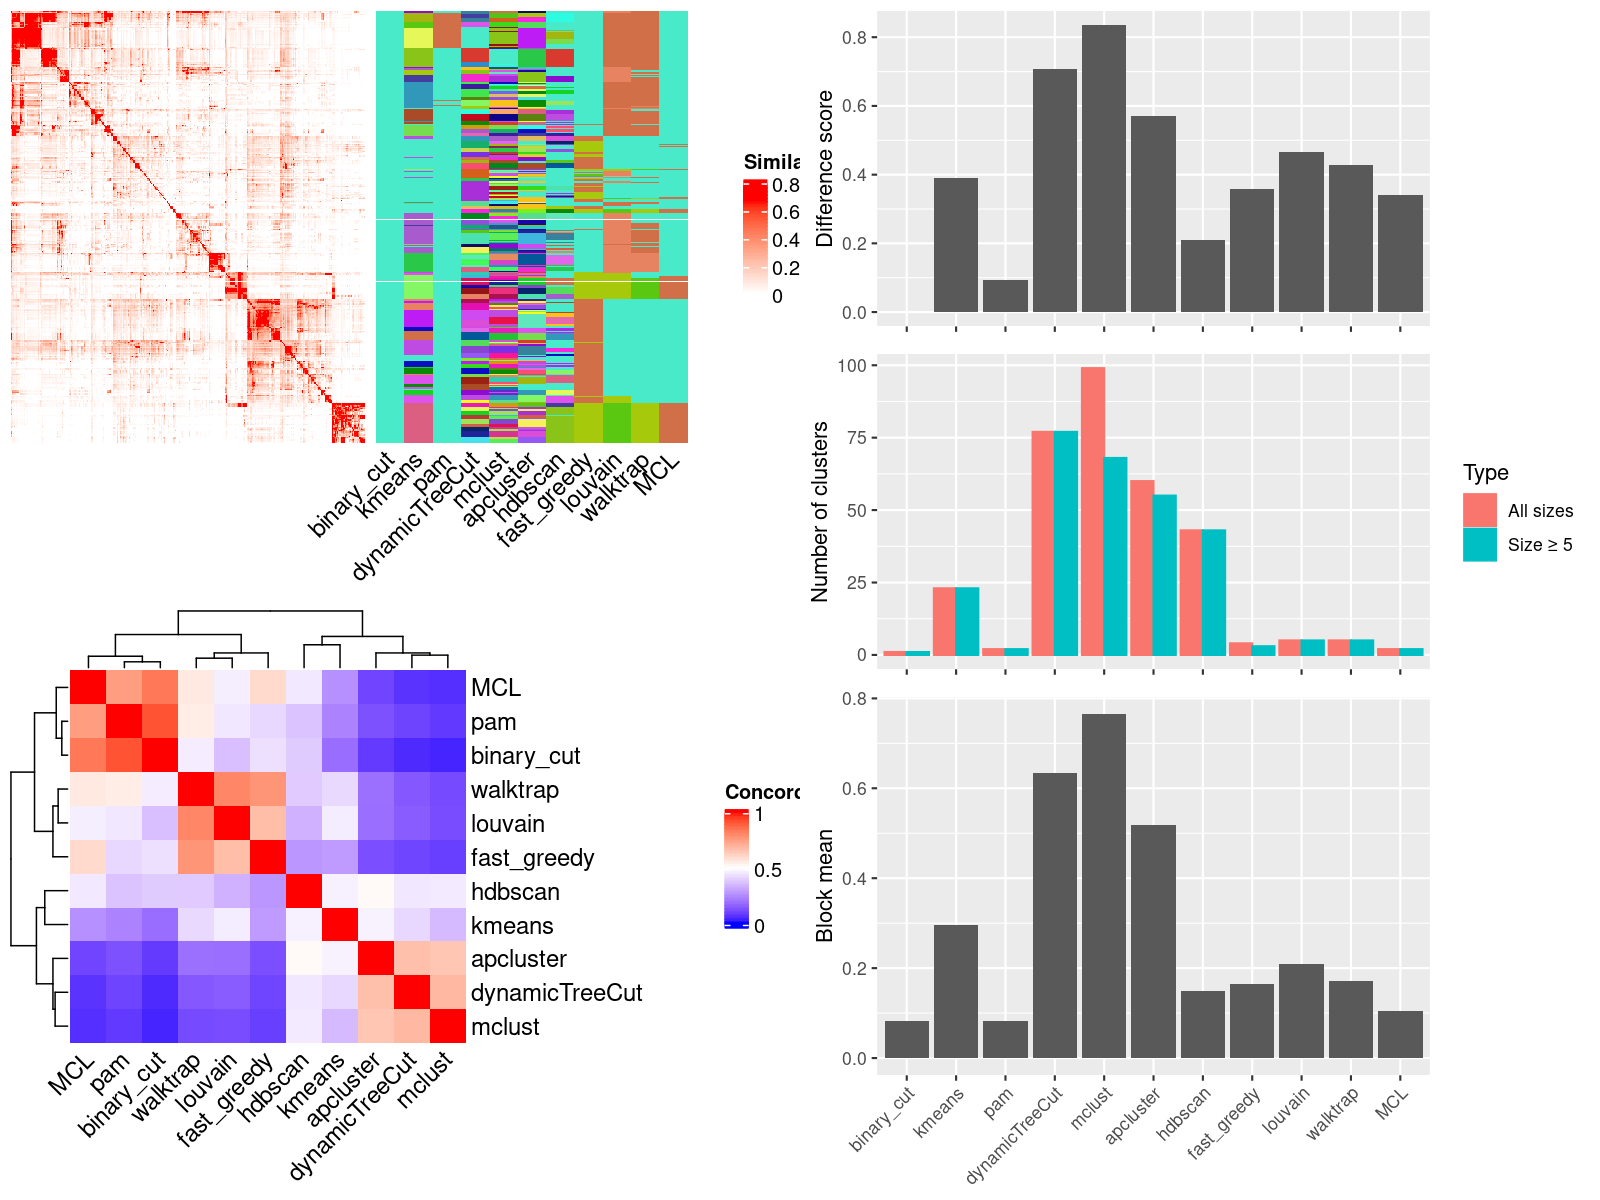 Simila
0.8
0.6
0.4
0.2
0
binary_cut
kmeans
pam
dynamicTreeCut
mclust
apcluster
hdbscan
fast_greedy
louvain
walktrap
MCL
Difference score
0.8
0.6
0.4
0.2
0.0
Number of clusters
100
75
50
25
0
Type
All sizes
Size ≥ 5
MCL
pam
binary_cut
walktrap
louvain
fast_greedy
hdbscan
kmeans
apcluster
dynamicTreeCut
mclust
MCL
pam
binary_cut
walktrap
louvain
fast_greedy
hdbscan
kmeans
apcluster
dynamicTreeCut
mclust
Concorc
1
0.5
0
Block mean
0.8
0.6
0.4
0.2
0.0
binary_cut
kmeans
pam
dynamicTreeCut
mclust
apcluster
hdbscan
fast_greedy
louvain
walktrap
MCL